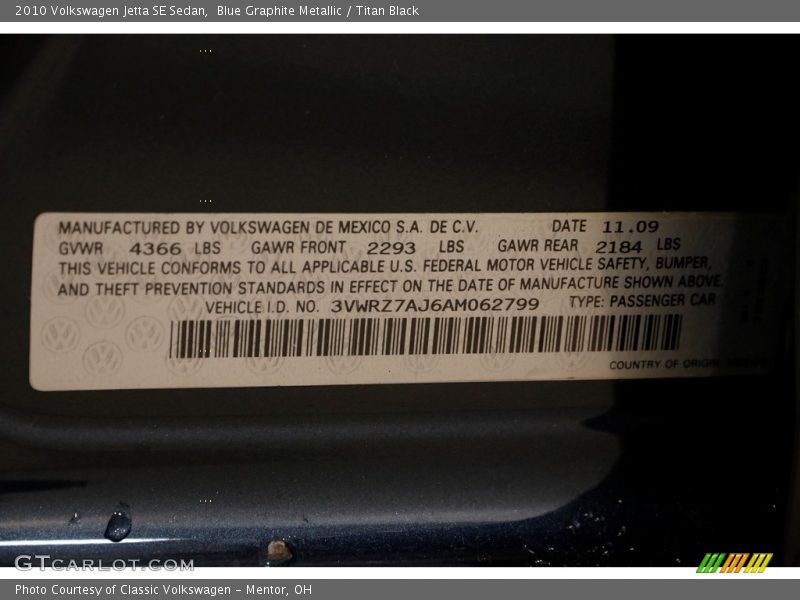 2010 Volkswagen Jetta SE Sedan, Blue Graphite Metallic / Titan Black
MANUFACTURED BY VOLKSWAGEN DE MEXICO S.A. DE C.V. DATE 11.09
GVWR 4366 LBS GAWR FRONT 2293 LBS GAWR REAR 2184 LBS
THIS VEHICLE CONFORMS TO ALL APPLICABLE U.S. FEDERAL MOTOR VEHICLE SAFETY, BUMPER,
AND THEFT PREVENTION STANDARDS IN EFFECT ON THE DATE OF MANUFACTURE SHOWN ABOVE.
VEHICLE I.D. NO. 3VWRZ7AJ6AM062799 TYPE: PASSENGER CAR
COUNTRY OF ORIGIN: MEXICO
GTCARLOT.COM
Photo Courtesy of Classic Volkswagen - Mentor, OH